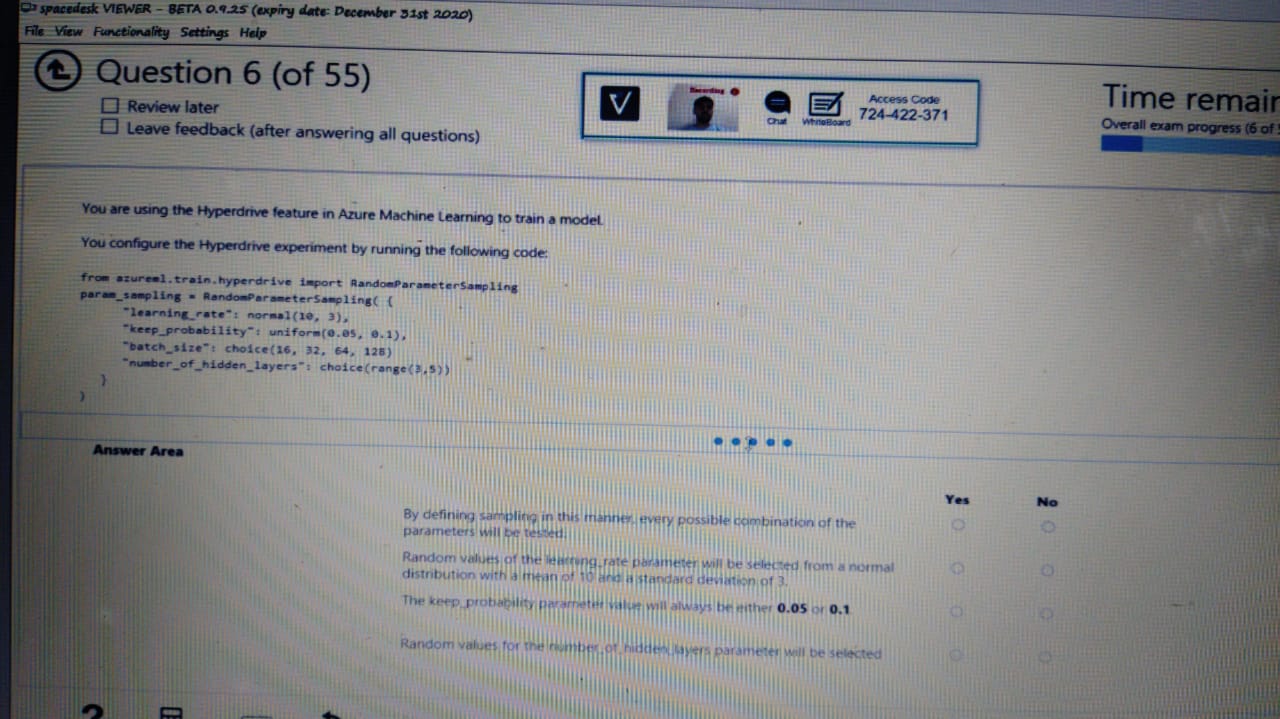 spacedesk VIEWER - BETA 0.9.25 (expiry date: December 31st 2020)
File View Functionality Settings Help
Question 6 (of 55)
Review later
Leave feedback (after answering all questions)
Recording
Chat
WhiteBoard
Access Code
724-422-371
Time remain
Overall exam progress (6 of
You are using the Hyperdrive feature in Azure Machine Learning to train a model.
You configure the Hyperdrive experiment by running the following code:
from azureml.train.hyperdrive import RandomParameterSampling
param_sampling = RandomParameterSampling( {
"learning_rate": normal(10, 3),
"keep_probability": uniform(0.05, 0.1),
"batch_size": choice(16, 32, 64, 128)
"number_of_hidden_layers": choice(range(3,5))
}
)
Answer Area
Yes No
By defining sampling in this manner, every possible combination of the
parameters will be tested.
Random values of the learning_rate parameter will be selected from a normal
distribution with a mean of 10 and a standard deviation of 3.
The keep_probability parameter value will always be either 0.05 or 0.1
Random values for the number_of_hidden_layers parameter will be selected
?